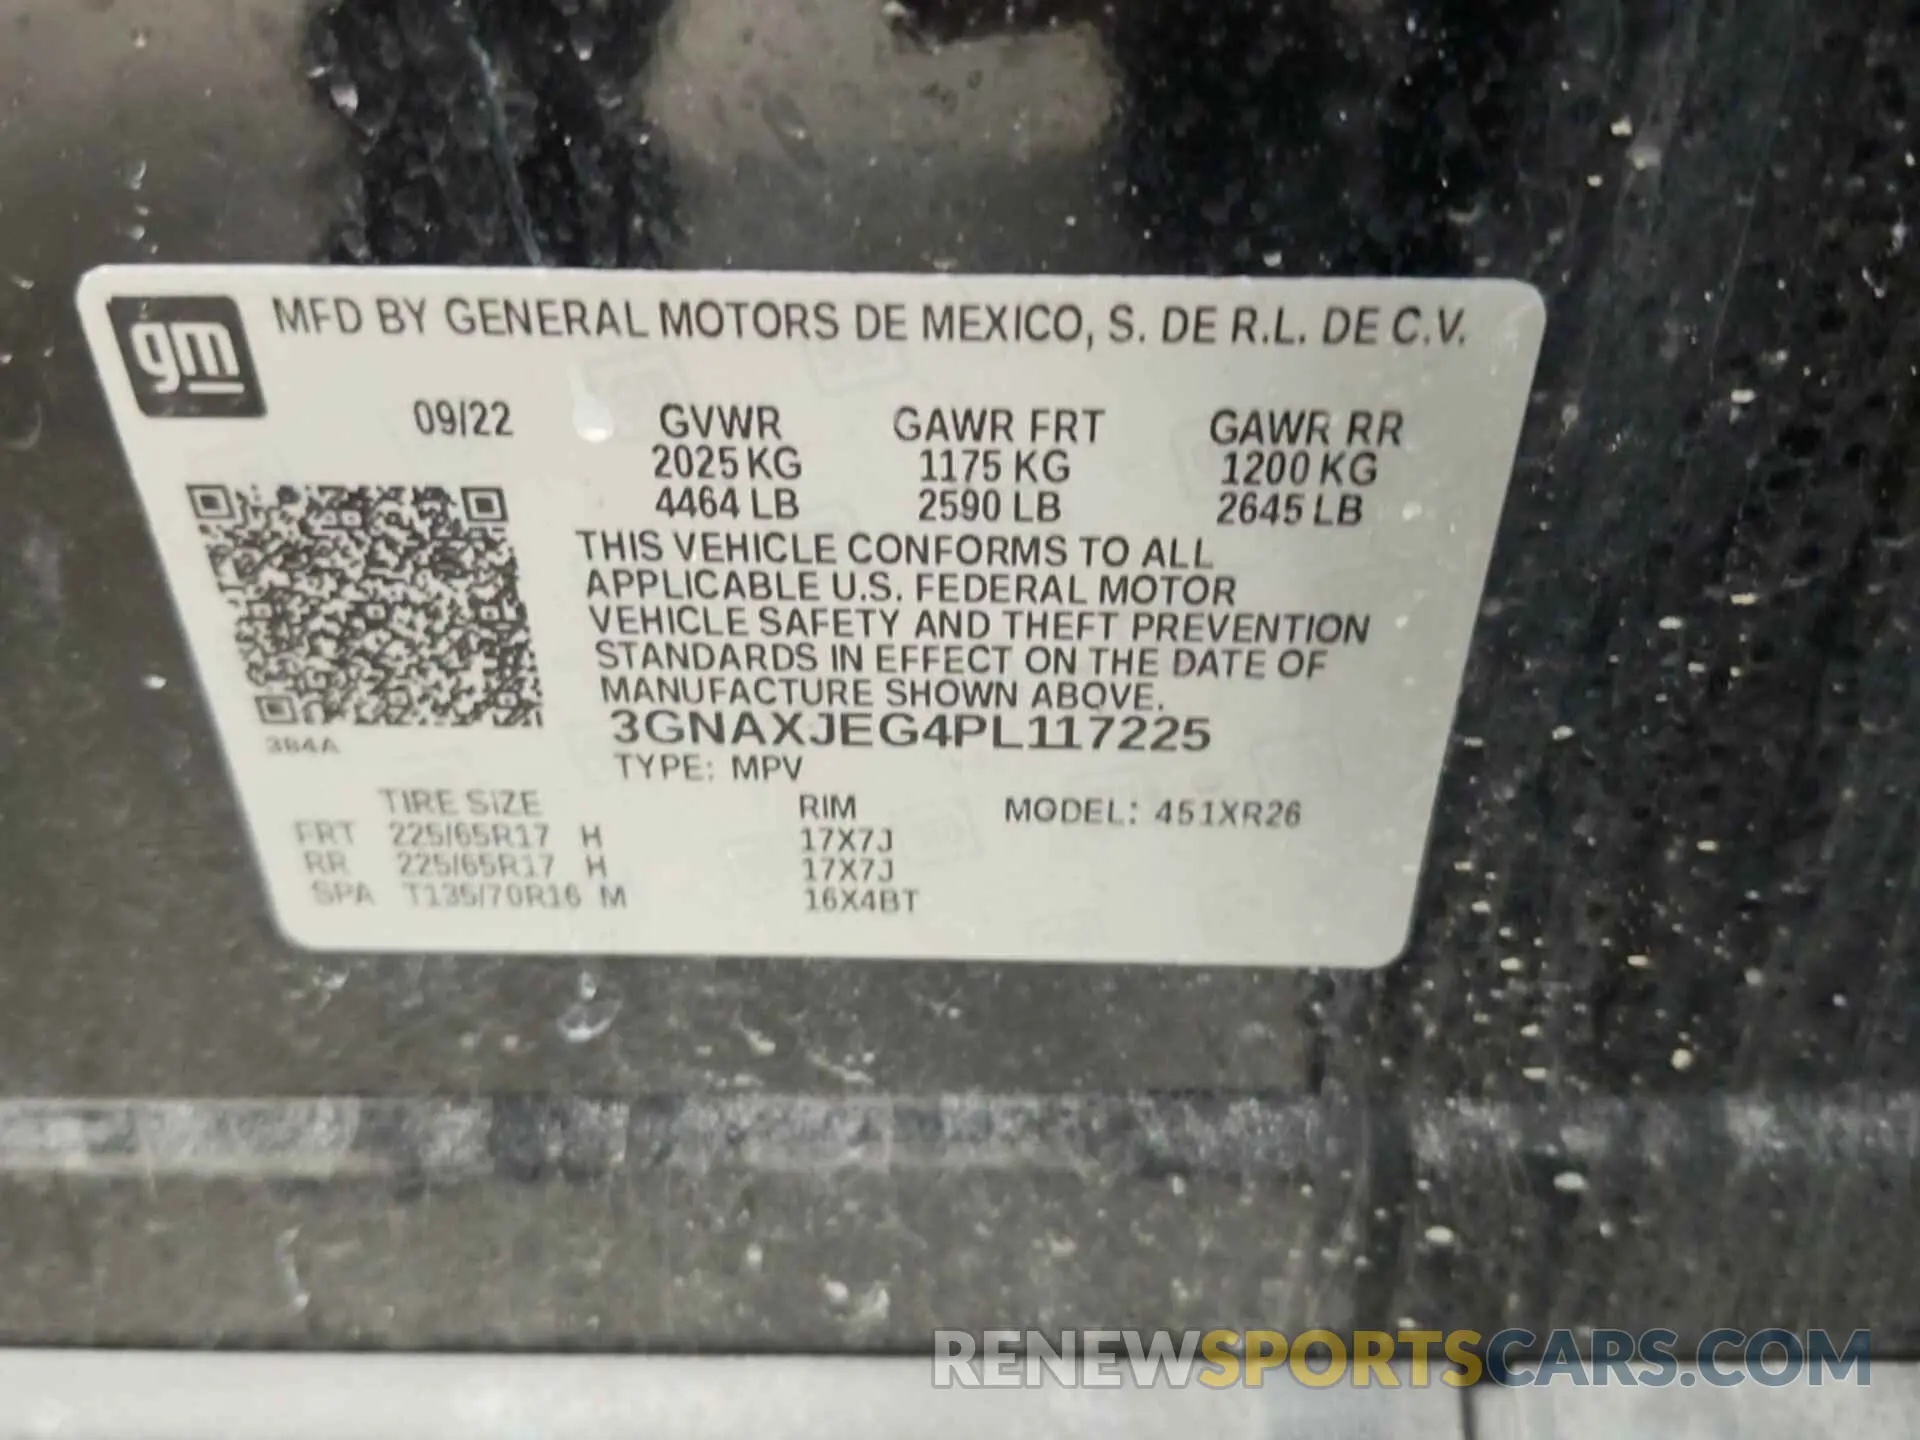 gm
MFD BY GENERAL MOTORS DE MEXICO, S. DE R.L. DE C.V.
09/22 GVWR GAWR FRT GAWR RR
2025 KG 1175 KG 1200 KG
4464 LB 2590 LB 2645 LB
THIS VEHICLE CONFORMS TO ALL
APPLICABLE U.S. FEDERAL MOTOR
VEHICLE SAFETY AND THEFT PREVENTION
STANDARDS IN EFFECT ON THE DATE OF
MANUFACTURE SHOWN ABOVE.
3GNAXJEG4PL117225
384A
TYPE: MPV
TIRE SIZE RIM MODEL: 451XR26
FRT 225/65R17 H 17X7J
RR 225/65R17 H 17X7J
SPA T135/70R16 M 16X4BT
RENEWSPORTSCARS.COM